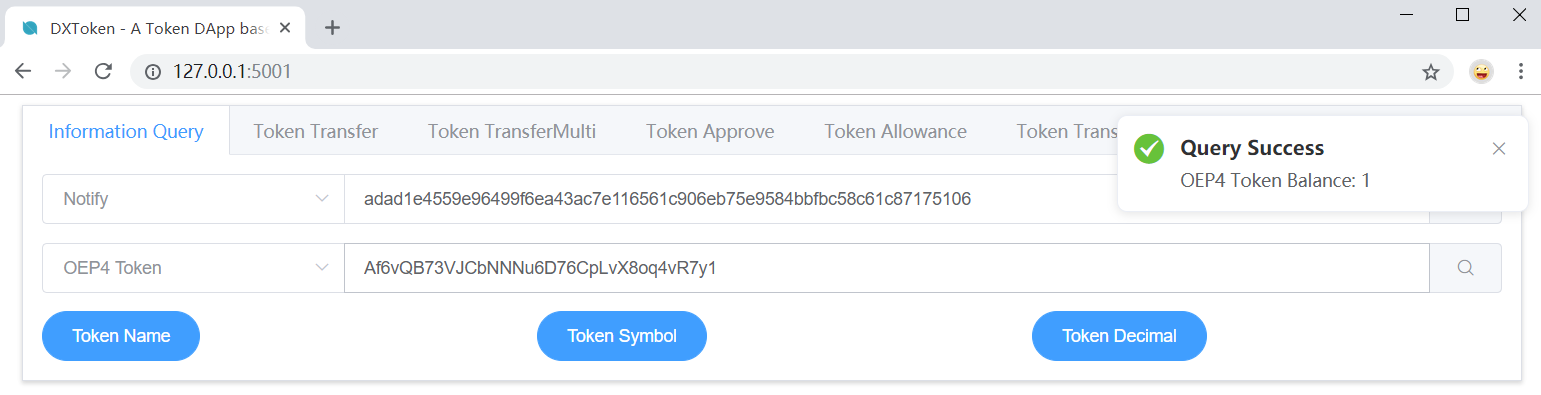 DXToken - A Token DApp bas
127.0.0.1:5001
Information Query
Token Transfer
Token TransferMulti
Token Approve
Token Allowance
Token Trans
Query Success
OEP4 Token Balance: 1
Notify
adad1e4559e96499f6ea43ac7e116561c906eb75e9584bbfbc58c61c87175106
OEP4 Token
Af6vQB73VJCbNNNu6D76CpLvX8oq4vR7y1
Token Name
Token Symbol
Token Decimal